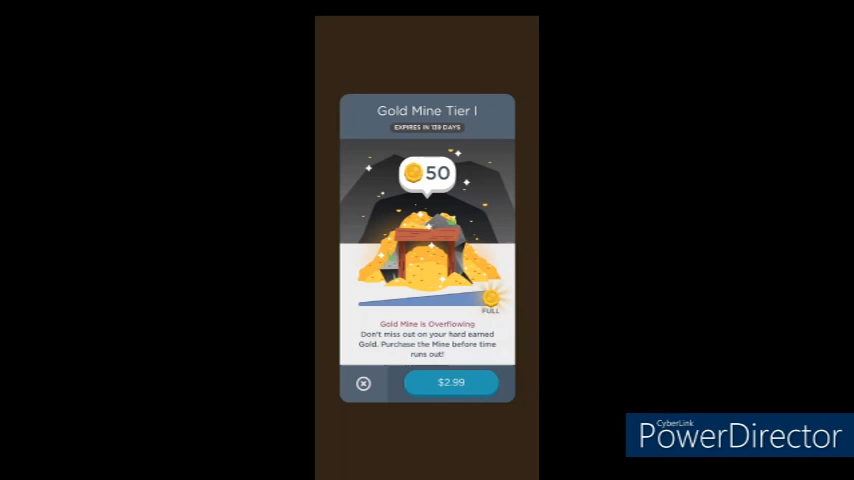 Gold Mine Tier I
EXPIRES IN 139 DAYS
50
FULL
Gold Mine is Overflowing
Don't miss out on your hard earned
Gold. Purchase the Mine before time
runs out!
$2.99
CyberLink
PowerDirector